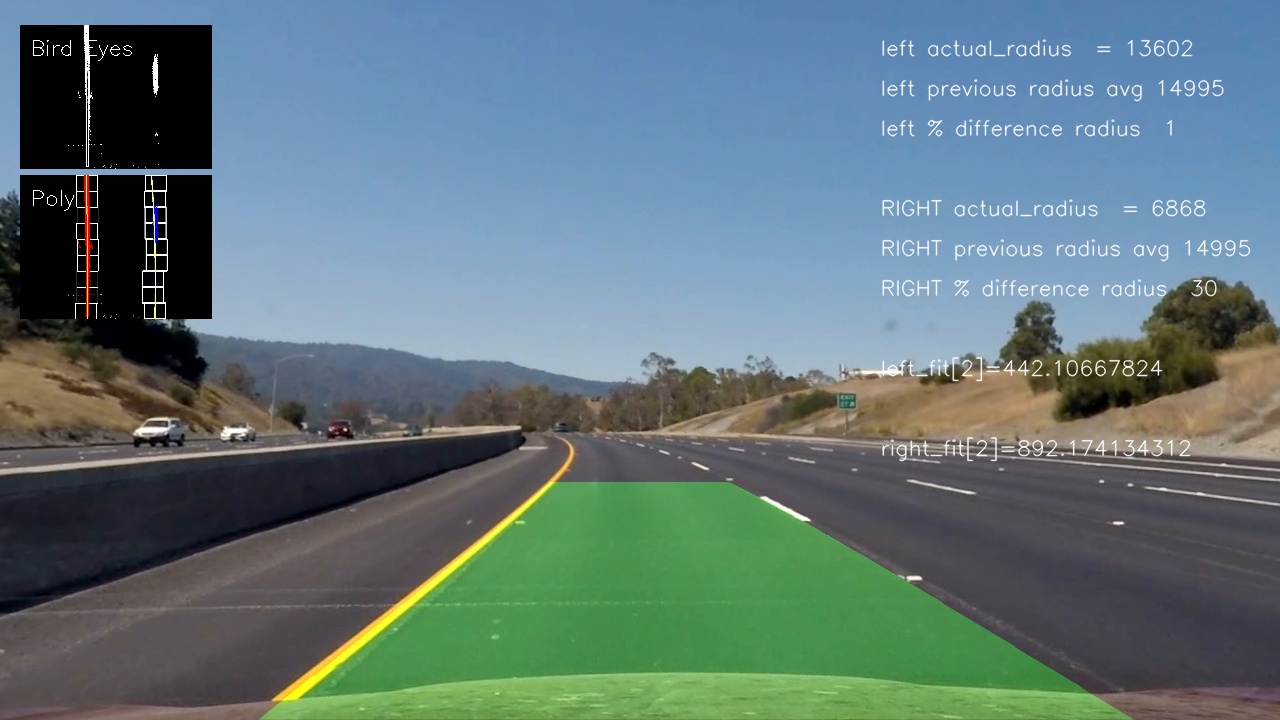 Bird Eyes
Poly
left actual_radius = 13602
left previous radius avg 14995
left % difference radius 1
RIGHT actual_radius = 6868
RIGHT previous radius avg 14995
RIGHT % difference radius 30
left_fit[2]=442.10667824
right_fit[2]=892.174134312
EXIT